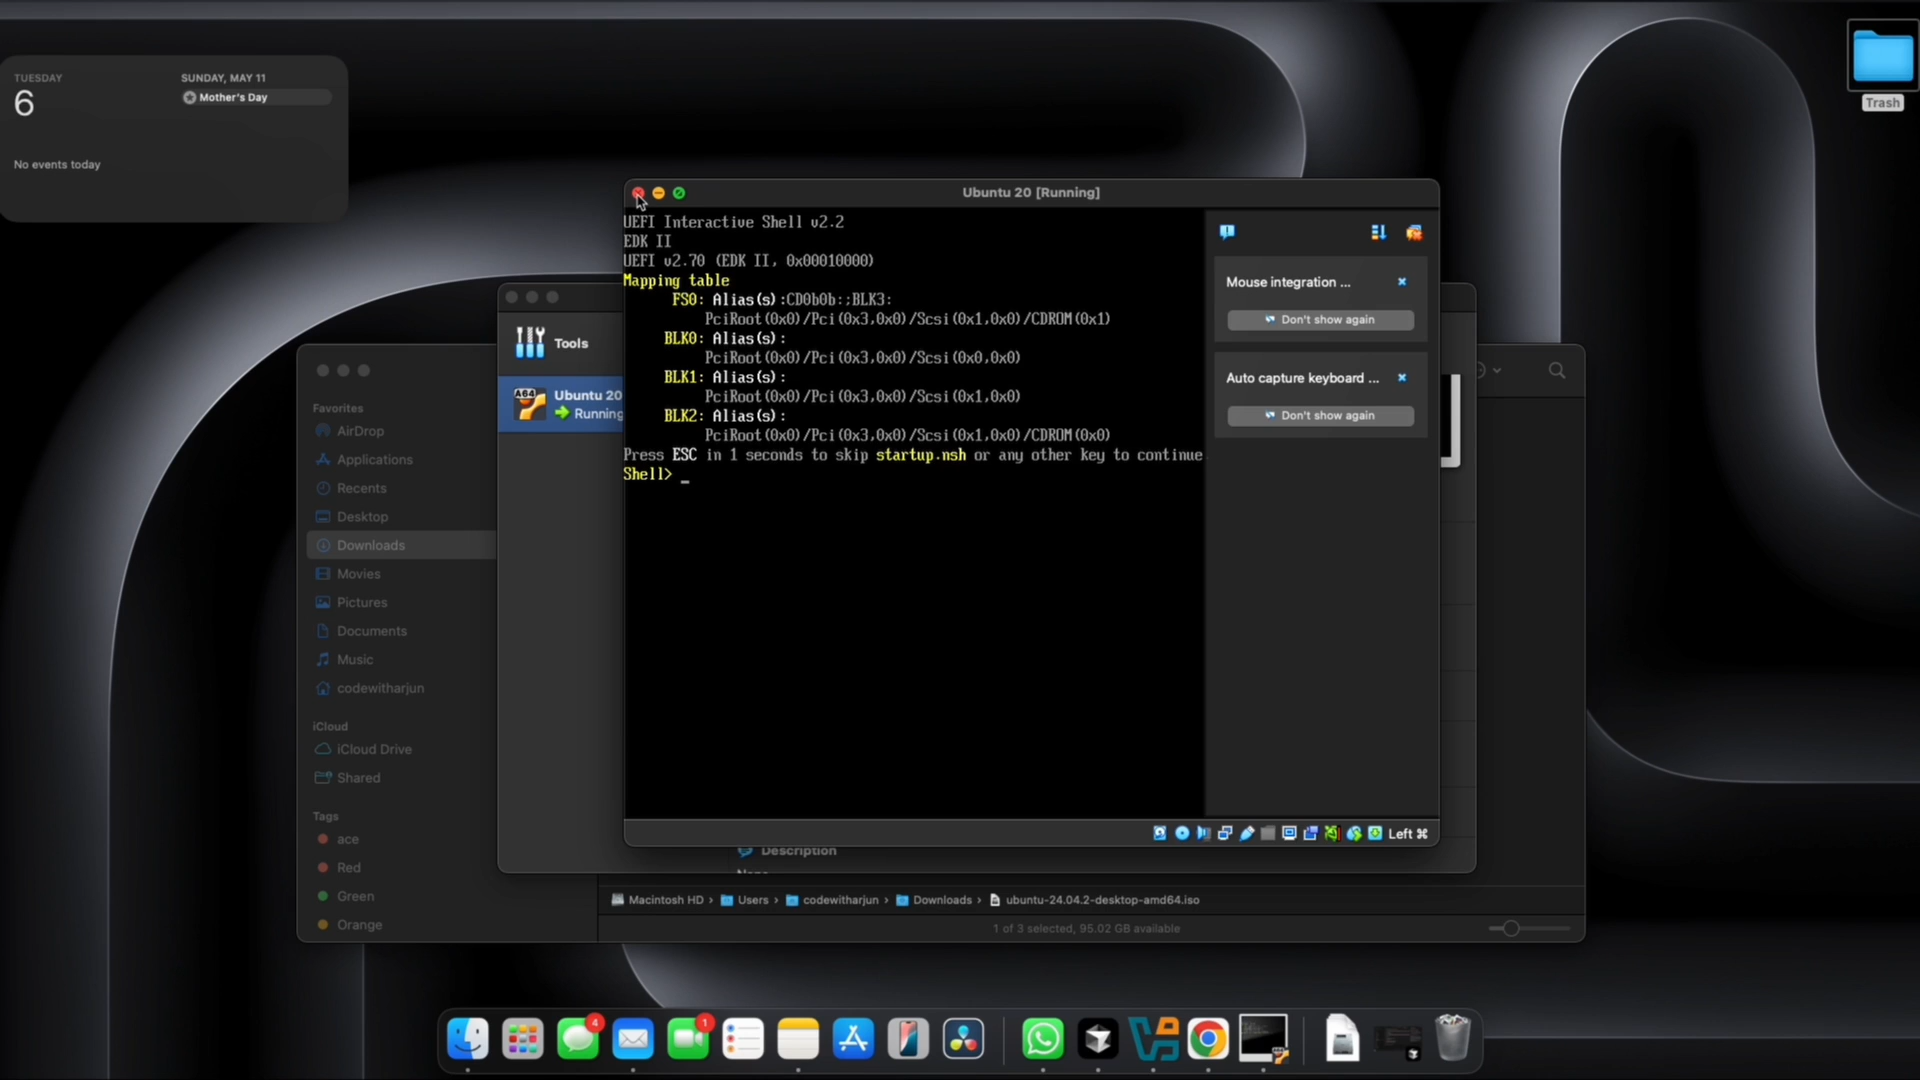 TUESDAY
6
No events today
SUNDAY, MAY 11
Mother's Day
Trash
Ubuntu 20 [Running]
UEFI Interactive Shell v2.2
EDK II
UEFI v2.70 (EDK II, 0x00010000)
Mapping table
FS0: Alias(s):CD0b0b:;BLK3:
PciRoot(0x0)/Pci(0x3,0x0)/Scsi(0x1,0x0)/CDROM(0x1)
BLK0: Alias(s):
PciRoot(0x0)/Pci(0x3,0x0)/Scsi(0x0,0x0)
BLK1: Alias(s):
PciRoot(0x0)/Pci(0x3,0x0)/Scsi(0x1,0x0)
BLK2: Alias(s):
PciRoot(0x0)/Pci(0x3,0x0)/Scsi(0x1,0x0)/CDROM(0x0)
Press ESC in 1 seconds to skip startup.nsh or any other key to continue
Shell> _
Mouse integration ...
Don't show again
Auto capture keyboard ...
Don't show again
Left ⌘
Tools
A64
Ubuntu 20
Running
Description
Favorites
AirDrop
Applications
Recents
Desktop
Downloads
Movies
Pictures
Documents
Music
codewitharjun
iCloud
iCloud Drive
Shared
Tags
ace
Red
Green
Orange
Macintosh HD › Users › codewitharjun › Downloads › ubuntu-24.04.2-desktop-amd64.iso
1 of 3 selected, 95.02 GB available
4
1